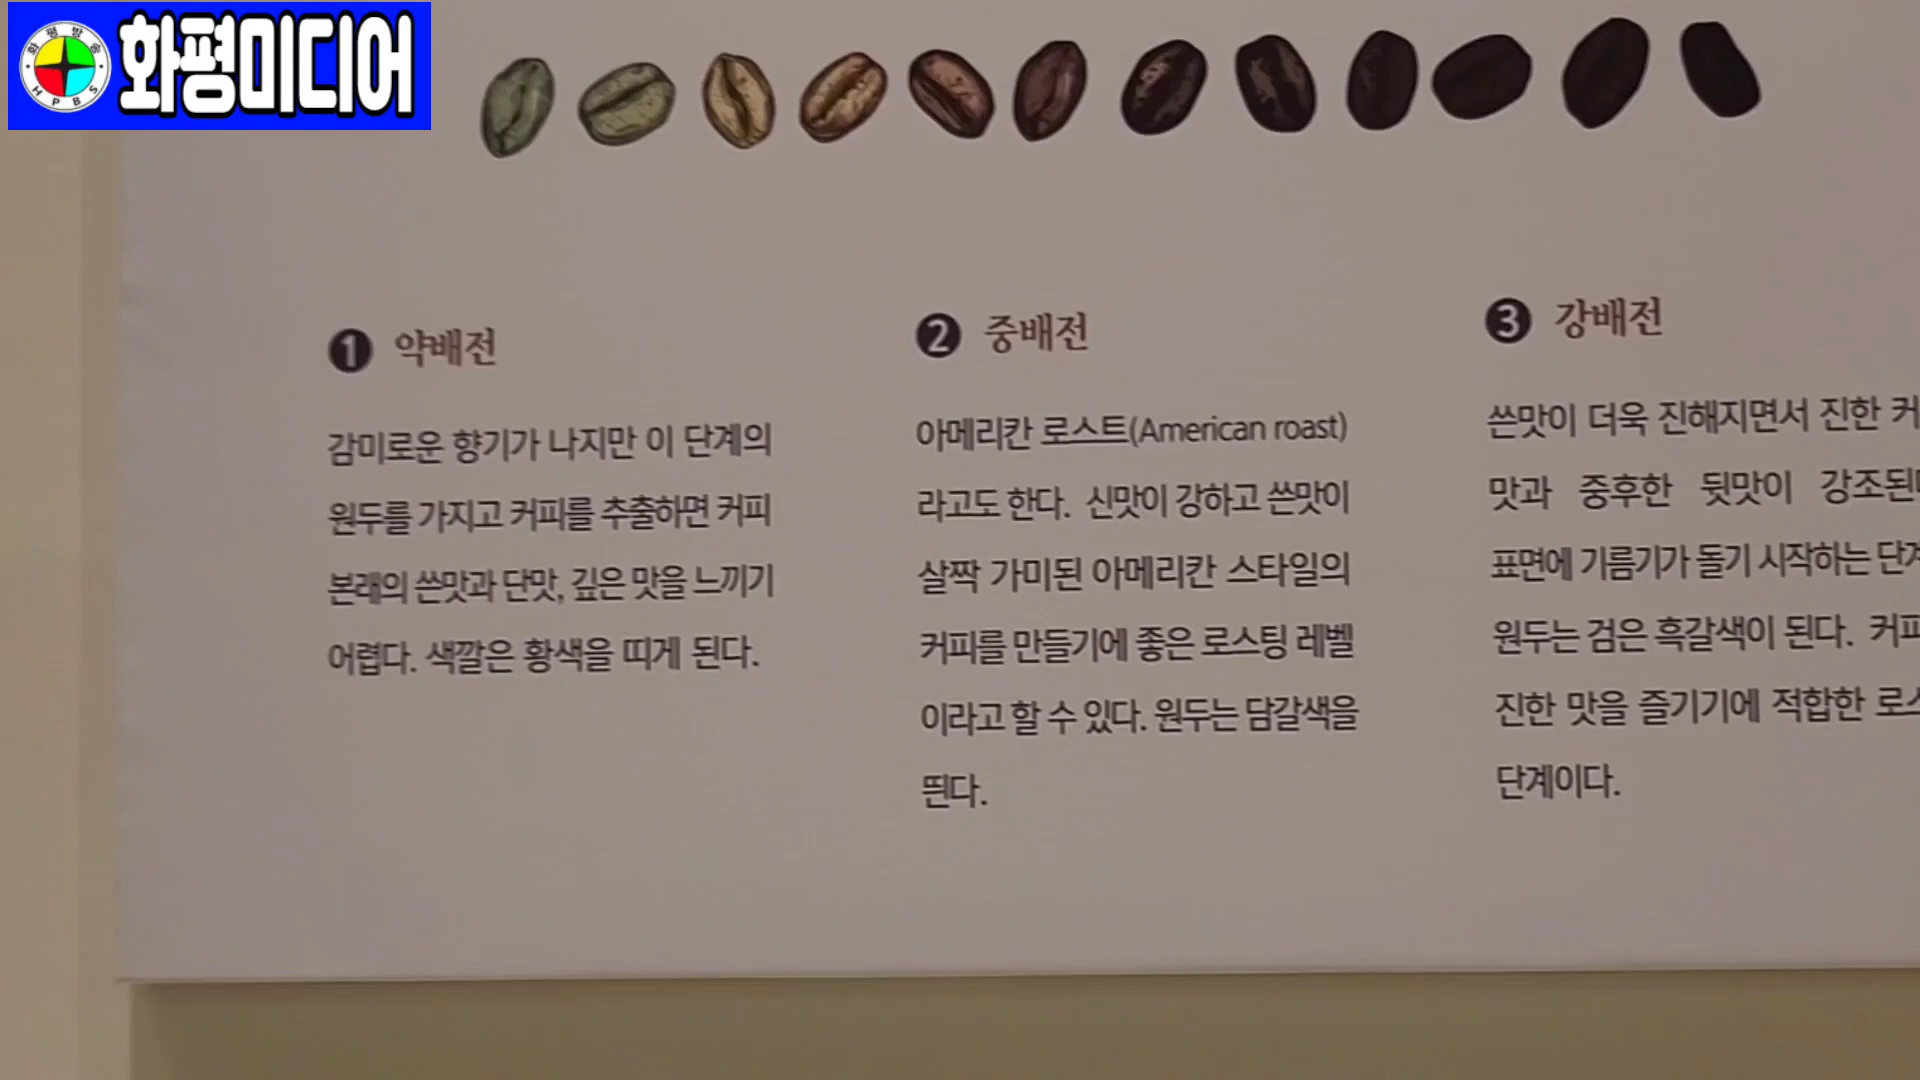 화평방송
HPBS
화평미디어
1 약배전
감미로운 향기가 나지만 이 단계의
원두를 가지고 커피를 추출하면 커피
본래의 쓴맛과 단맛, 깊은 맛을 느끼기
어렵다. 색깔은 황색을 띠게 된다.
2 중배전
아메리칸 로스트(American roast)
라고도 한다. 신맛이 강하고 쓴맛이
살짝 가미된 아메리칸 스타일의
커피를 만들기에 좋은 로스팅 레벨
이라고 할 수 있다. 원두는 담갈색을
띈다.
3 강배전
쓴맛이 더욱 진해지면서 진한 커
맛과 중후한 뒷맛이
표면에 기름기가 돌기 시작하는
원두는 검은 흑갈색이 된다.
진한 맛을 즐기기에 적합한
단계이다.